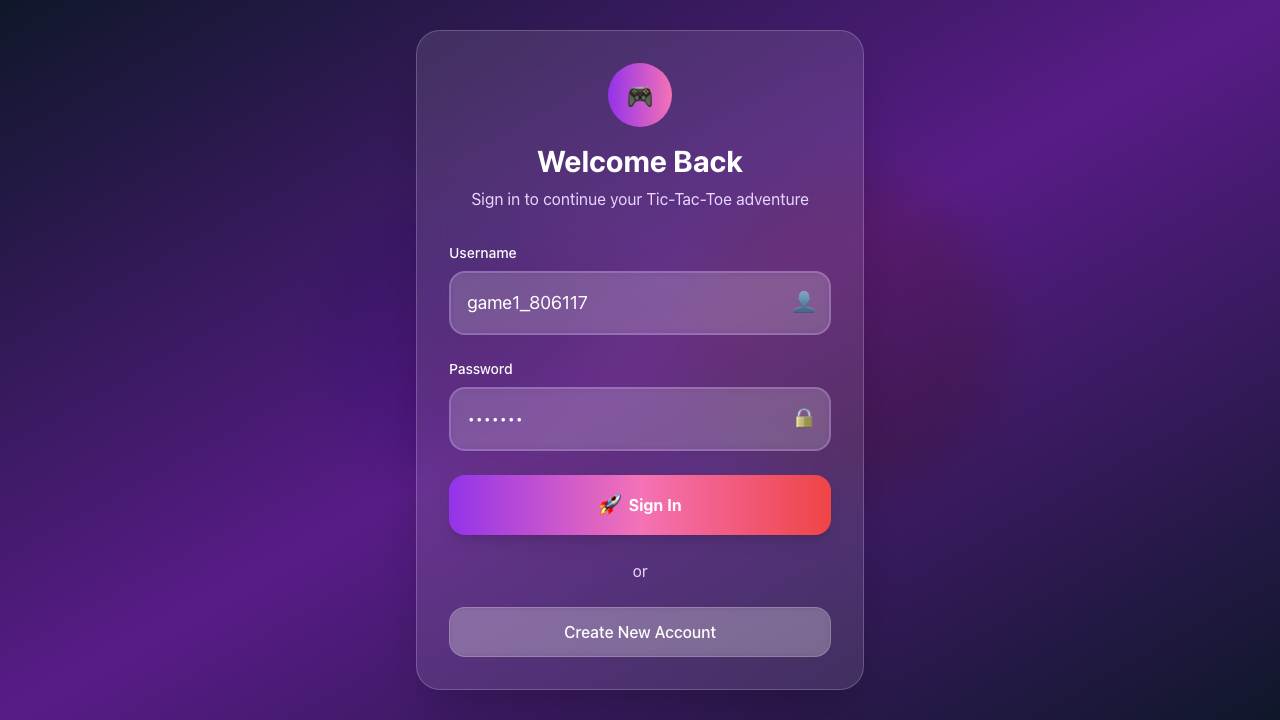 Welcome Back
Sign in to continue your Tic-Tac-Toe adventure
Username
game1_806117
Password
•••••••
🚀 Sign In
or
Create New Account